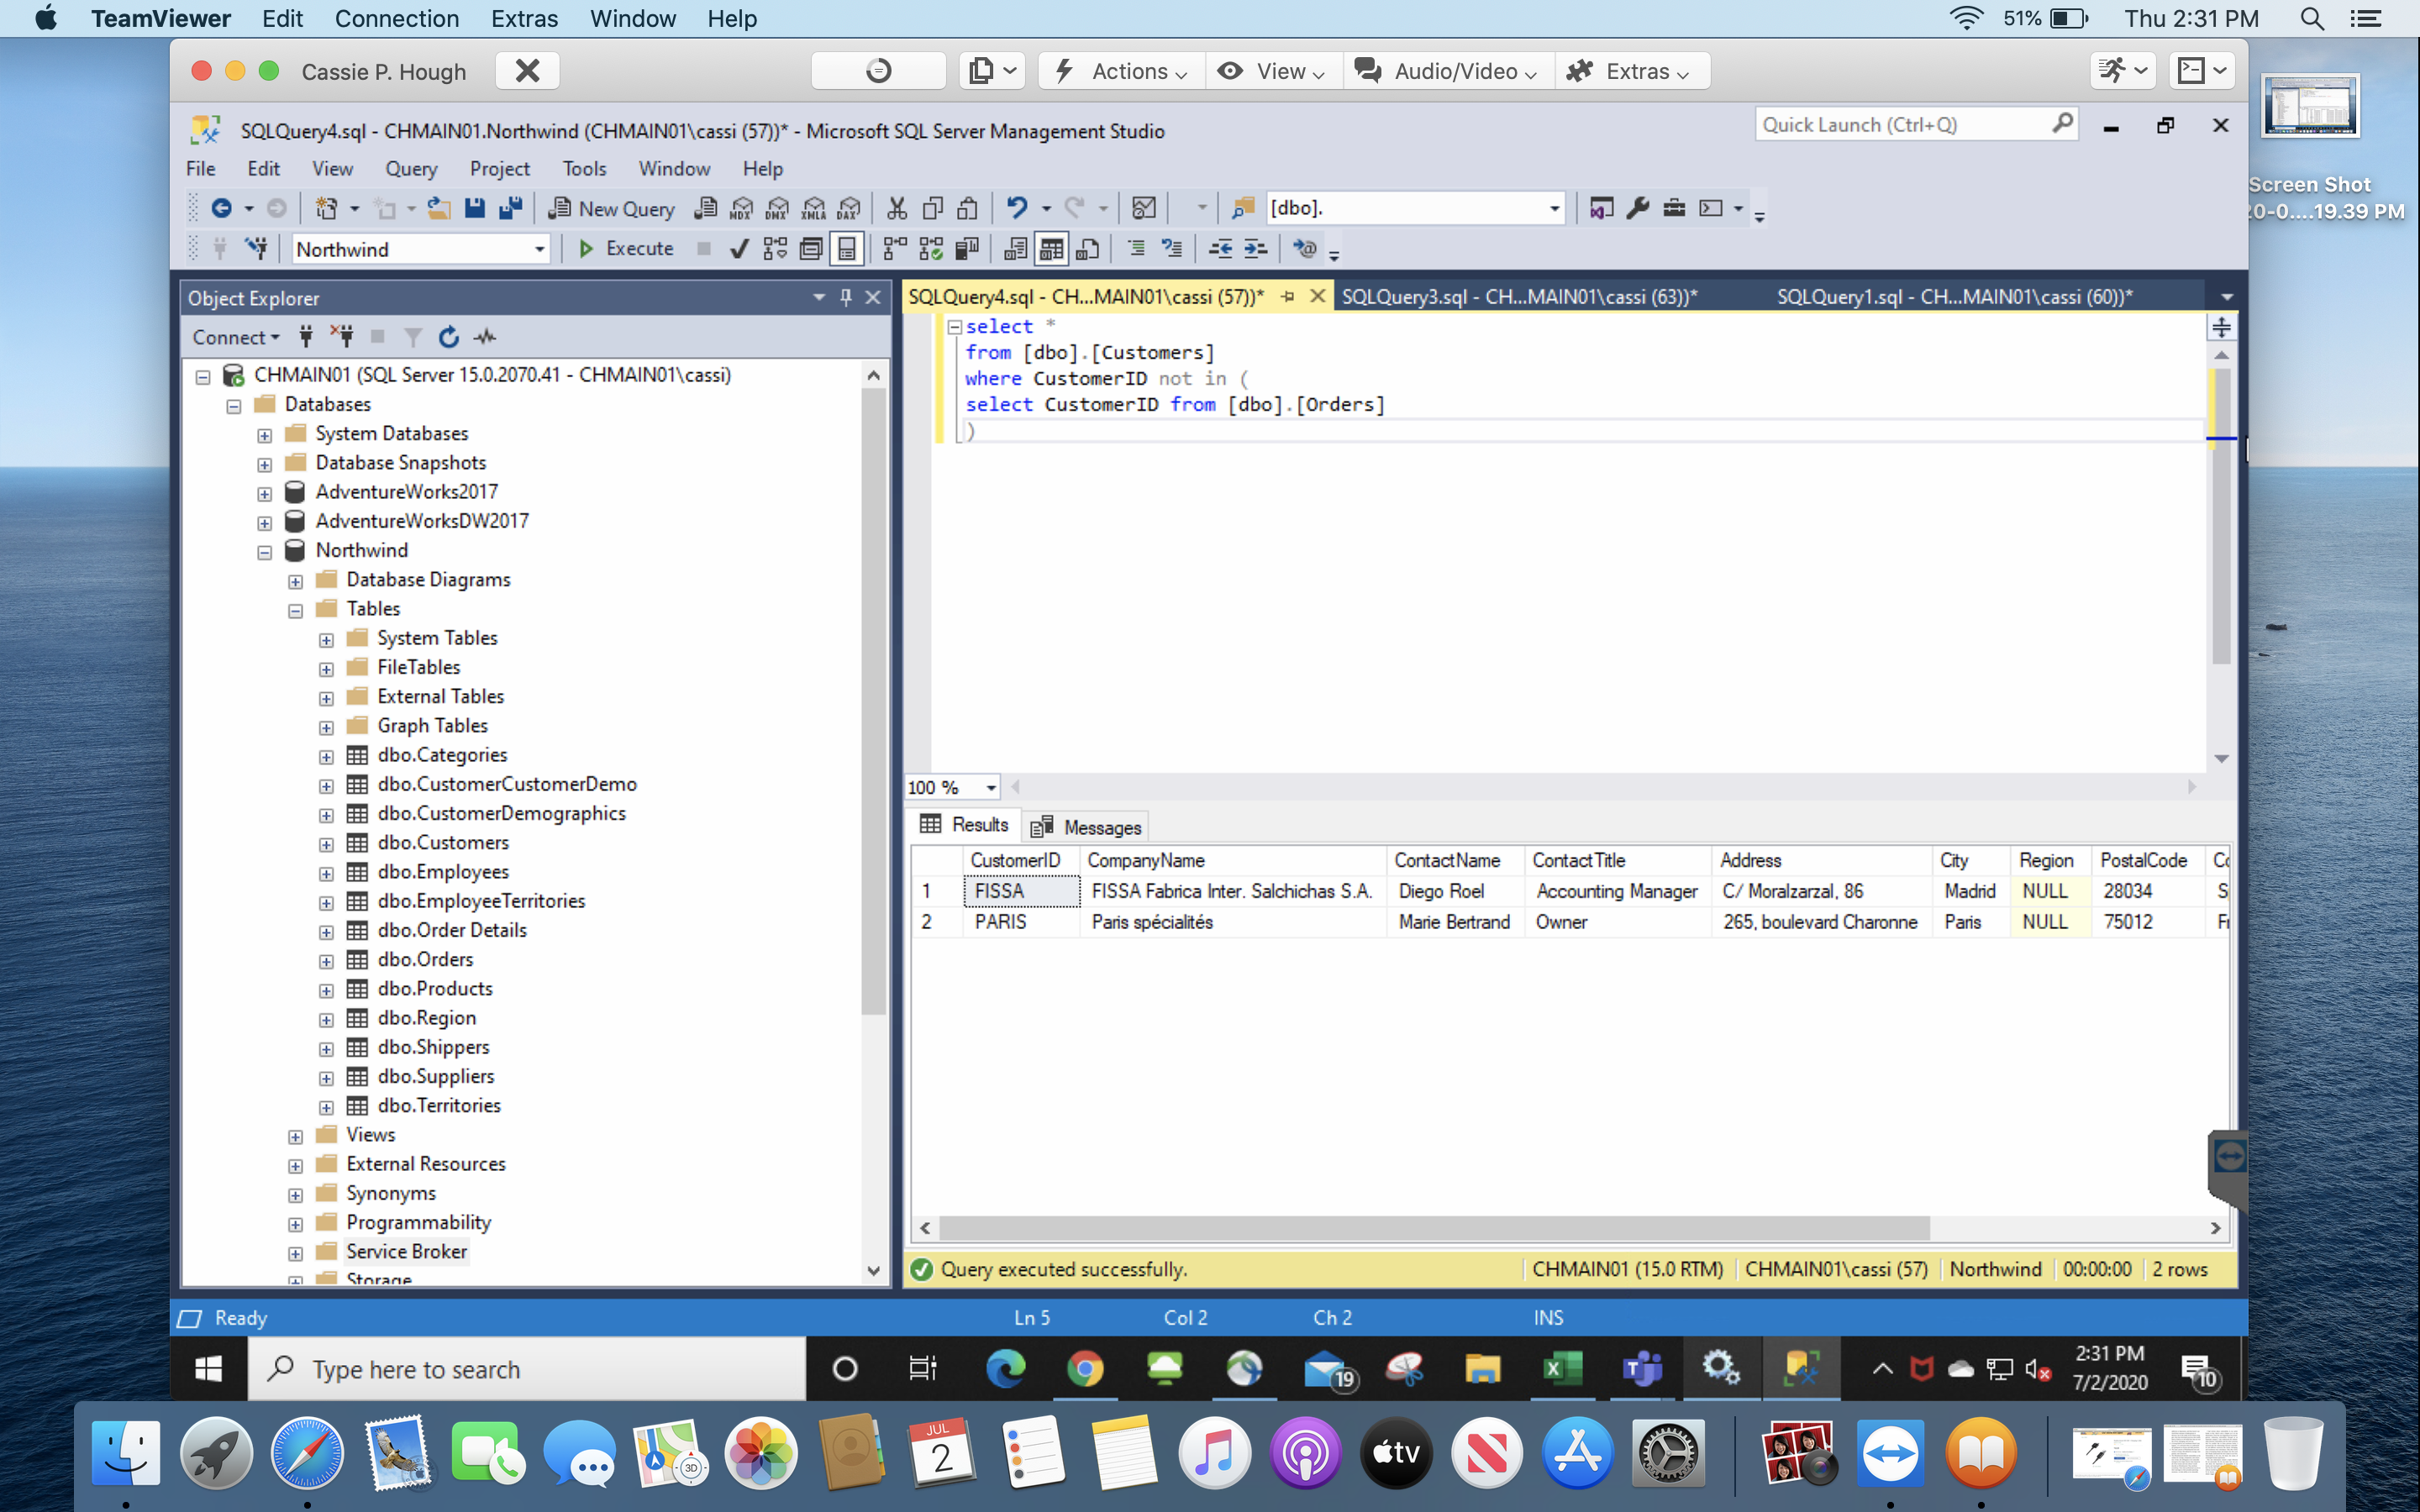 TeamViewer Edit Connection Extras Window Help 51% Thu 2:31 PM
Cassie P. Hough Actions View Audio/Video Extras
SQLQuery4.sql - CHMAIN01.Northwind (CHMAIN01\cassi (57))* - Microsoft SQL Server Management Studio
Quick Launch (Ctrl+Q)
Screen Shot
20-0....19.39 PM
File Edit View Query Project Tools Window Help
New Query MDX DMX XMLA DAX [dbo].
Northwind Execute
Object Explorer
Connect
CHMAIN01 (SQL Server 15.0.2070.41 - CHMAIN01\cassi)
Databases
System Databases
Database Snapshots
AdventureWorks2017
AdventureWorksDW2017
Northwind
Database Diagrams
Tables
System Tables
FileTables
External Tables
Graph Tables
dbo.Categories
dbo.CustomerCustomerDemo
dbo.CustomerDemographics
dbo.Customers
dbo.Employees
dbo.EmployeeTerritories
dbo.Order Details
dbo.Orders
dbo.Products
dbo.Region
dbo.Shippers
dbo.Suppliers
dbo.Territories
Views
External Resources
Synonyms
Programmability
Service Broker
Storage
SQLQuery4.sql - CH...MAIN01\cassi (57))* SQLQuery3.sql - CH...MAIN01\cassi (63))* SQLQuery1.sql - CH...MAIN01\cassi (60))*
select *
from [dbo].[Customers]
where CustomerID not in (
select CustomerID from [dbo].[Orders]
)
100 %
Results Messages
CustomerID CompanyName ContactName ContactTitle Address City Region PostalCode
1 FISSA FISSA Fabrica Inter. Salchichas S.A. Diego Roel Accounting Manager C/ Moralzarzal, 86 Madrid NULL 28034
2 PARIS Paris spécialités Marie Bertrand Owner 265, boulevard Charonne Paris NULL 75012
Query executed successfully. CHMAIN01 (15.0 RTM) CHMAIN01\cassi (57) Northwind 00:00:00 2 rows
Ready Ln 5 Col 2 Ch 2 INS
Type here to search 19 2:31 PM
7/2/2020 10
JUL
2
3D
tv